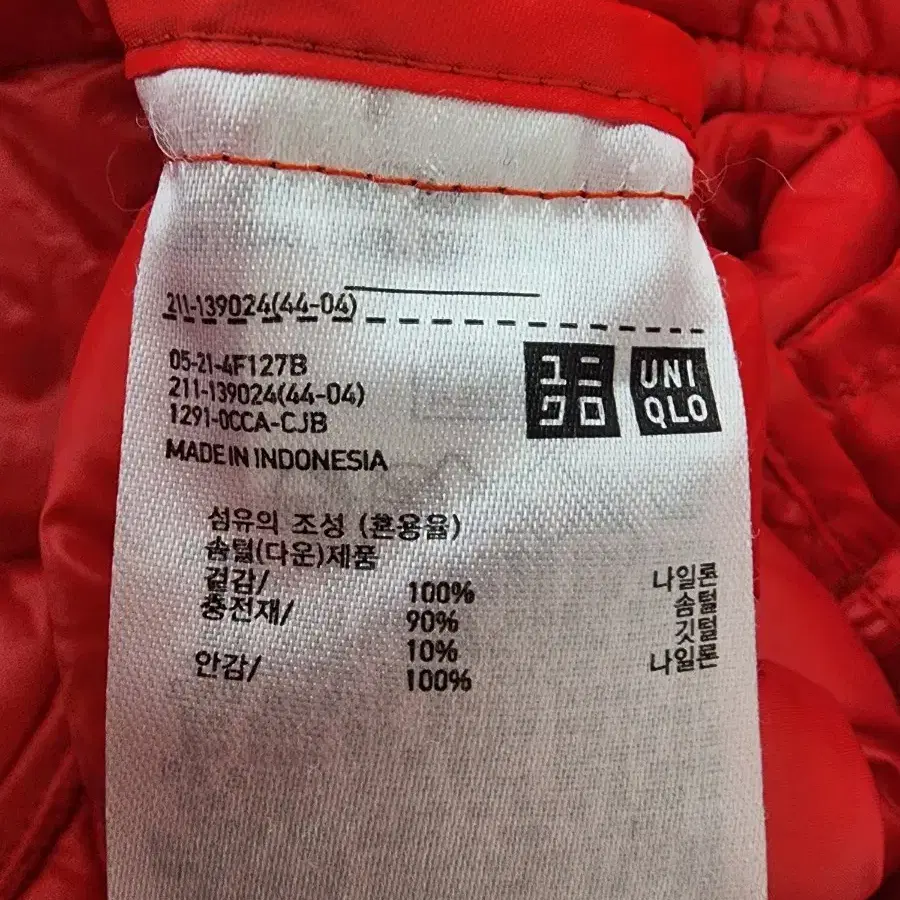 211-139024(44-04)
05-21-4F127B
211-139024(44-04)
1291-0CCA-CJB
MADE IN INDONESIA
ユニ
クロ
UNI
QLO
섬유의 조성 (혼용율)
솜털(다운)제품
겉감/ 100% 나일론
충전재/ 90% 솜털
10% 깃털
안감/ 100% 나일론